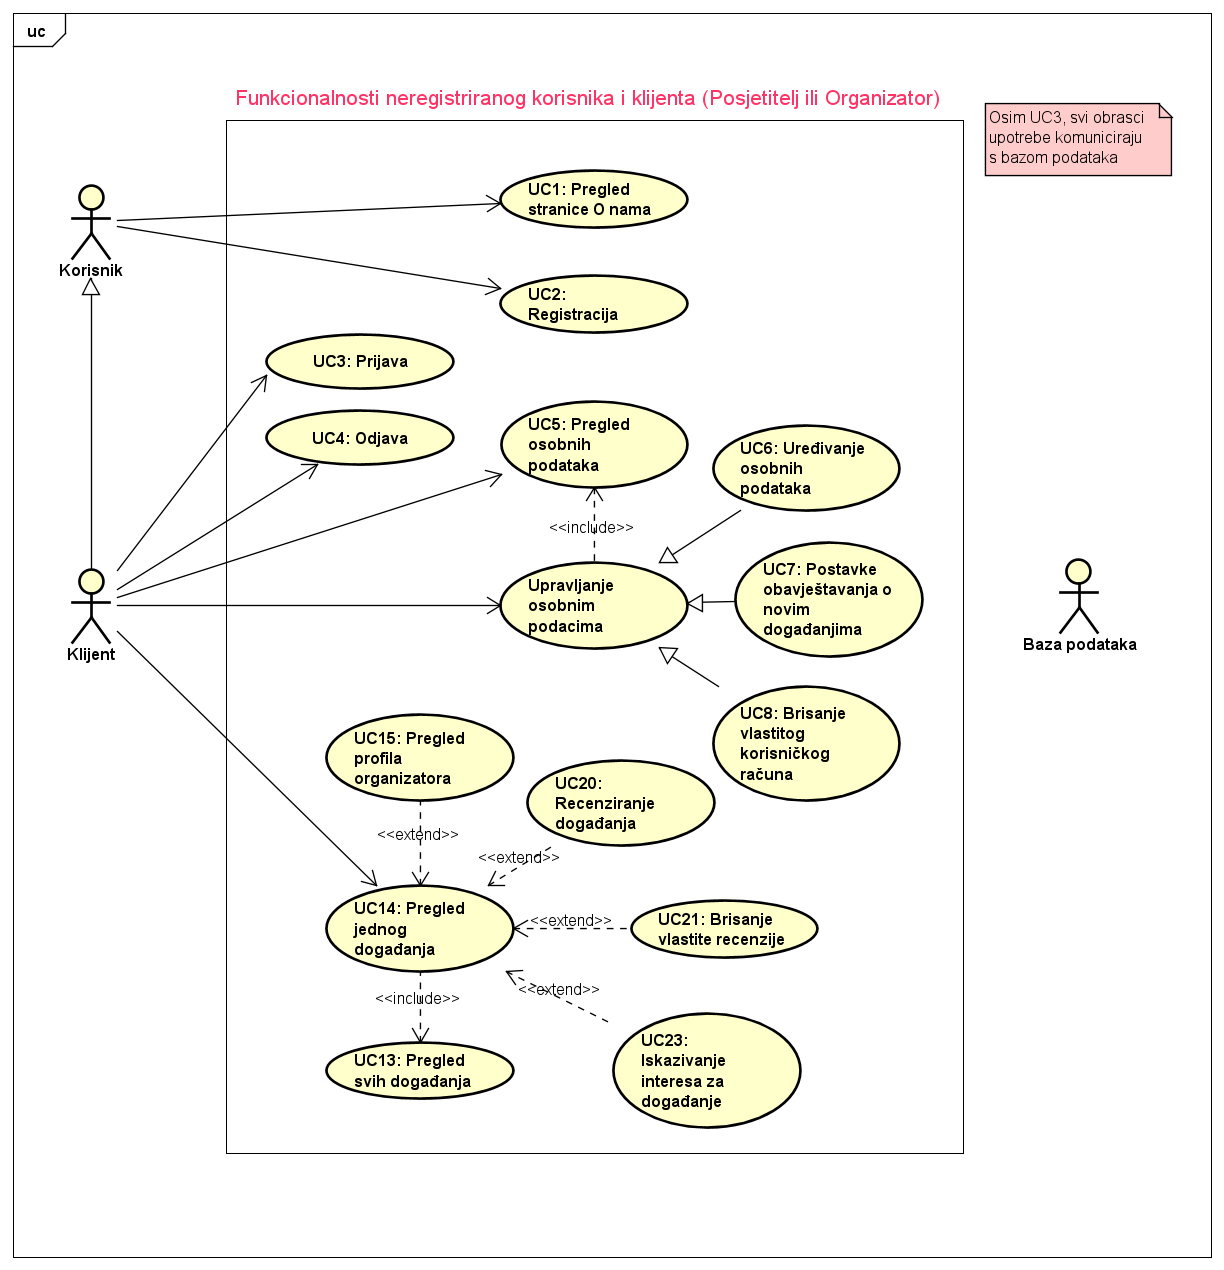 uc
Funkcionalnosti neregistriranog korisnika i klijenta (Posjetitelj ili Organizator)
Osim UC3, svi obrasci
upotrebe komuniciraju
s bazom podataka
UC1: Pregled
stranice O nama
Korisnik
UC2:
Registracija
UC3: Prijava
UC4: Odjava
UC5: Pregled
osobnih
podataka
UC6: Uređivanje
osobnih
podataka
<<include>>
Upravljanje
osobnim
podacima
UC7: Postavke
obavještavanja o
novim
događanjima
Klijent
Baza podataka
UC8: Brisanje
vlastitog
korisničkog
računa
UC15: Pregled
profila
organizatora
UC20:
Recenziranje
događanja
<<extend>>
<<extend>>
UC14: Pregled
jednog
događanja
<<extend>>
UC21: Brisanje
vlastite recenzije
<<include>>
<<extend>>
UC13: Pregled
svih događanja
UC23:
Iskazivanje
interesa za
događanje